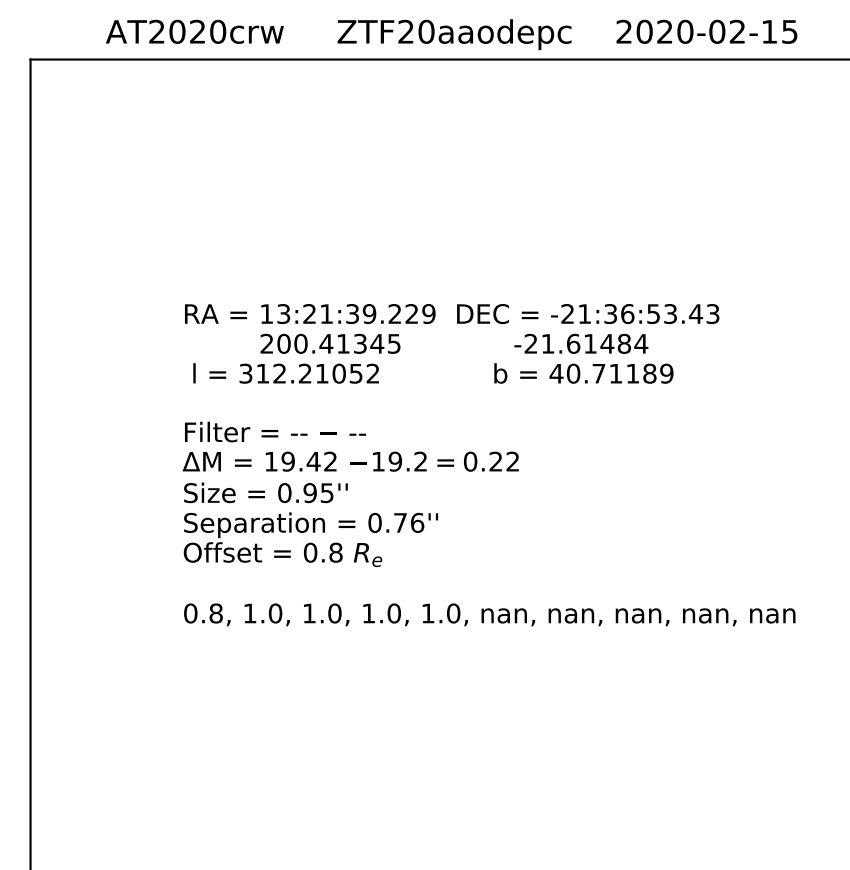 AT2020crw ZTF20aaodepc 2020-02-15
RA = 13:21:39.229 DEC = -21:36:53.43
200.41345 -21.61484
l = 312.21052 b = 40.71189
Filter = -- − --
ΔM = 19.42 −19.2 = 0.22
Size = 0.95''
Separation = 0.76''
Offset = 0.8 Rₑ
0.8, 1.0, 1.0, 1.0, 1.0, nan, nan, nan, nan, nan